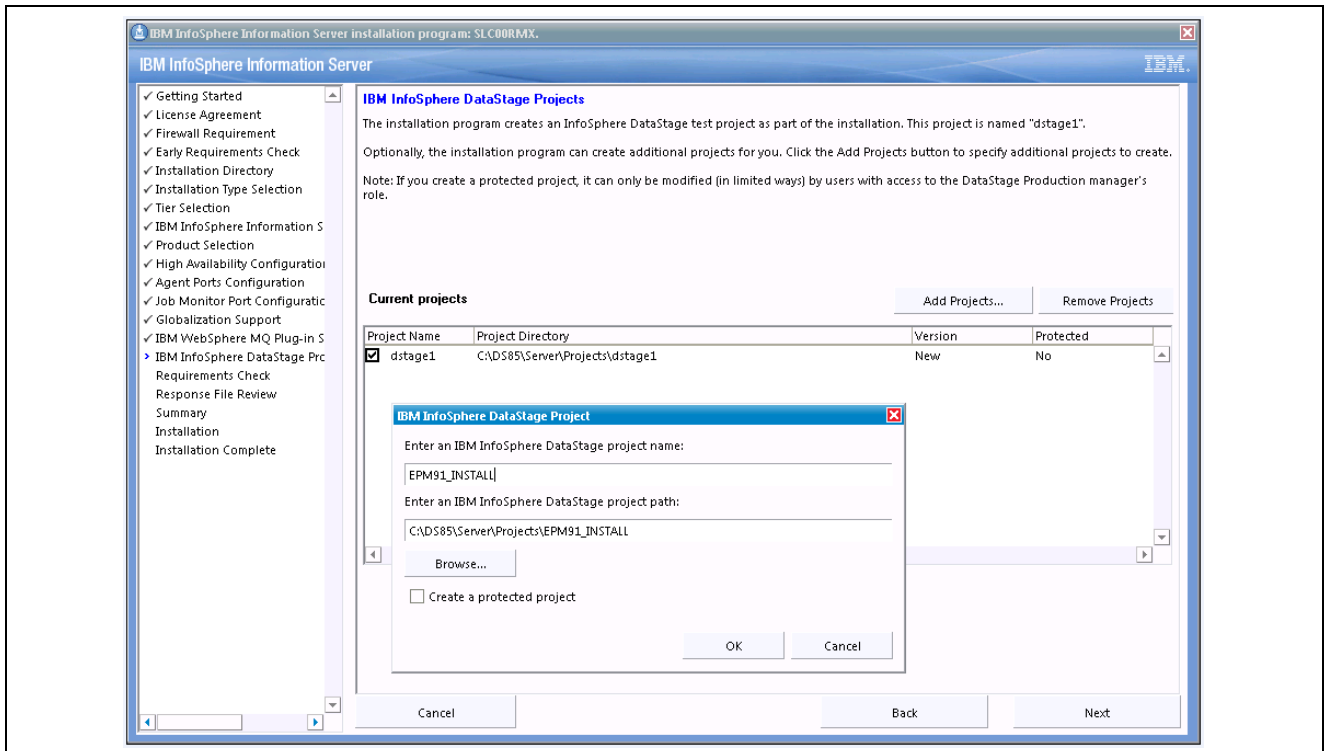 IBM InfoSphere Information Server installation program: SLC00RMX.
IBM InfoSphere Information Server
IBM.
✓ Getting Started
✓ License Agreement
✓ Firewall Requirement
✓ Early Requirements Check
✓ Installation Directory
✓ Installation Type Selection
✓ Tier Selection
✓ IBM InfoSphere Information S
✓ Product Selection
✓ High Availability Configuration
✓ Agent Ports Configuration
✓ Job Monitor Port Configuratic
✓ Globalization Support
✓ IBM WebSphere MQ Plug-in S
> IBM InfoSphere DataStage Pro
Requirements Check
Response File Review
Summary
Installation
Installation Complete
IBM InfoSphere DataStage Projects
The installation program creates an InfoSphere DataStage test project as part of the installation. This project is named "dstage1".
Optionally, the installation program can create additional projects for you. Click the Add Projects button to specify additional projects to create.
Note: If you create a protected project, it can only be modified (in limited ways) by users with access to the DataStage Production manager's
role.
Current projects
Add Projects...
Remove Projects
Project Name Project Directory Version Protected
dstage1 C:\DS85\Server\Projects\dstage1 New No
IBM InfoSphere DataStage Project
Enter an IBM InfoSphere DataStage project name:
EPM91_INSTALL
Enter an IBM InfoSphere DataStage project path:
C:\DS85\Server\Projects\EPM91_INSTALL
Browse...
Create a protected project
OK
Cancel
Cancel
Back
Next